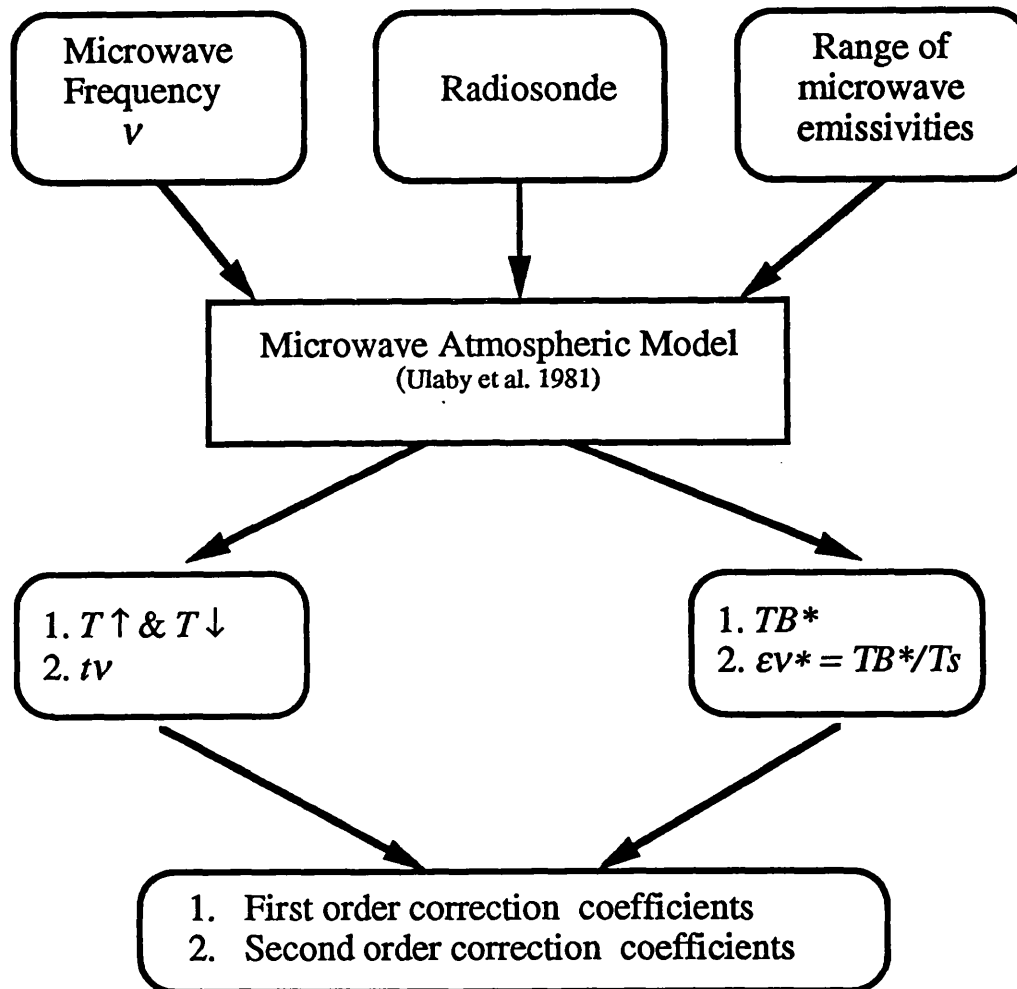 Microwave
Frequency
ν
Radiosonde
Range of
microwave
emissivities
Microwave Atmospheric Model
(Ulaby et al. 1981)
1. T↑ & T↓
2. tν
1. TB*
2. εν* = TB*/Ts
1. First order correction coefficients
2. Second order correction coefficients